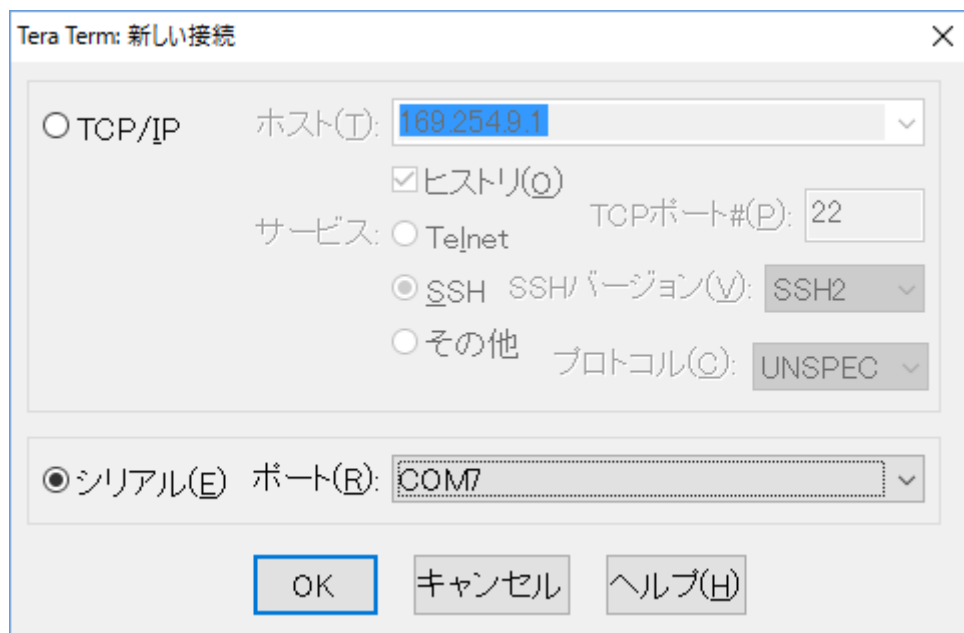 Tera Term: 新しい接続
TCP/IP ホスト(T): 169.254.9.1
ヒストリ(O)
サービス: Telnet TCPポート#(P): 22
SSH SSHバージョン(V): SSH2
その他 プロトコル(C): UNSPEC
シリアル(E) ポート(R): COM7
OK キャンセル ヘルプ(H)